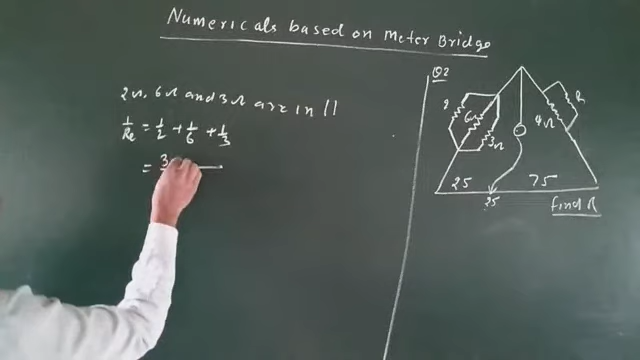 Numericals based on Meter Bridge
2Ω, 6Ω and 3Ω are in ||
1/Re = 1/2 + 1/6 + 1/3
= 3
Q2
2
6Ω
3Ω
4Ω
R
25 75
25
find R